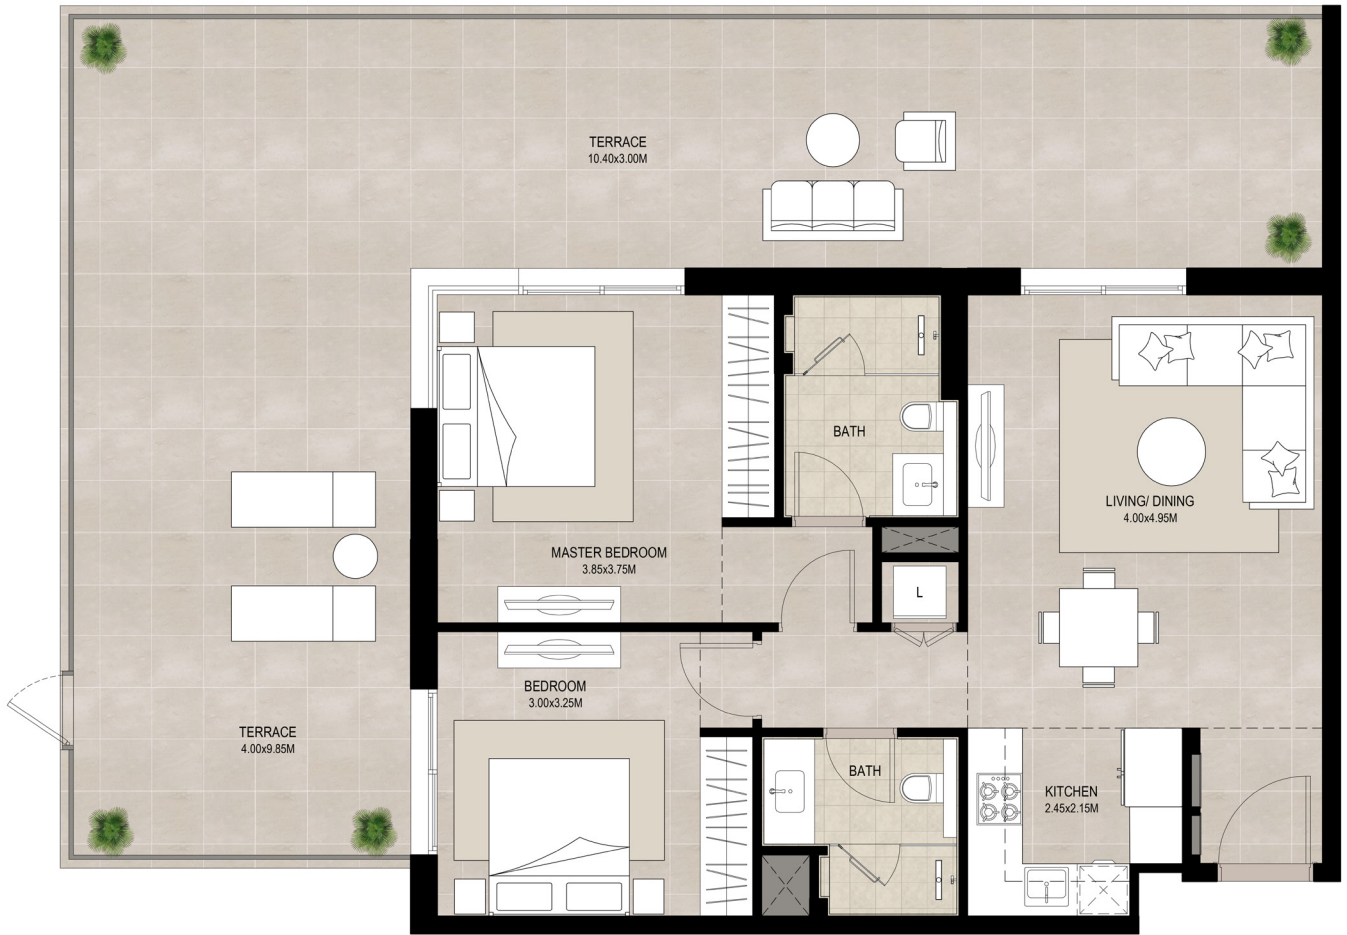 TERRACE
10.40x3.00M
BATH
LIVING/ DINING
4.00x4.95M
MASTER BEDROOM
3.85x3.75M
L
BEDROOM
3.00x3.25M
TERRACE
4.00x9.85M
BATH
KITCHEN
2.45x2.15M